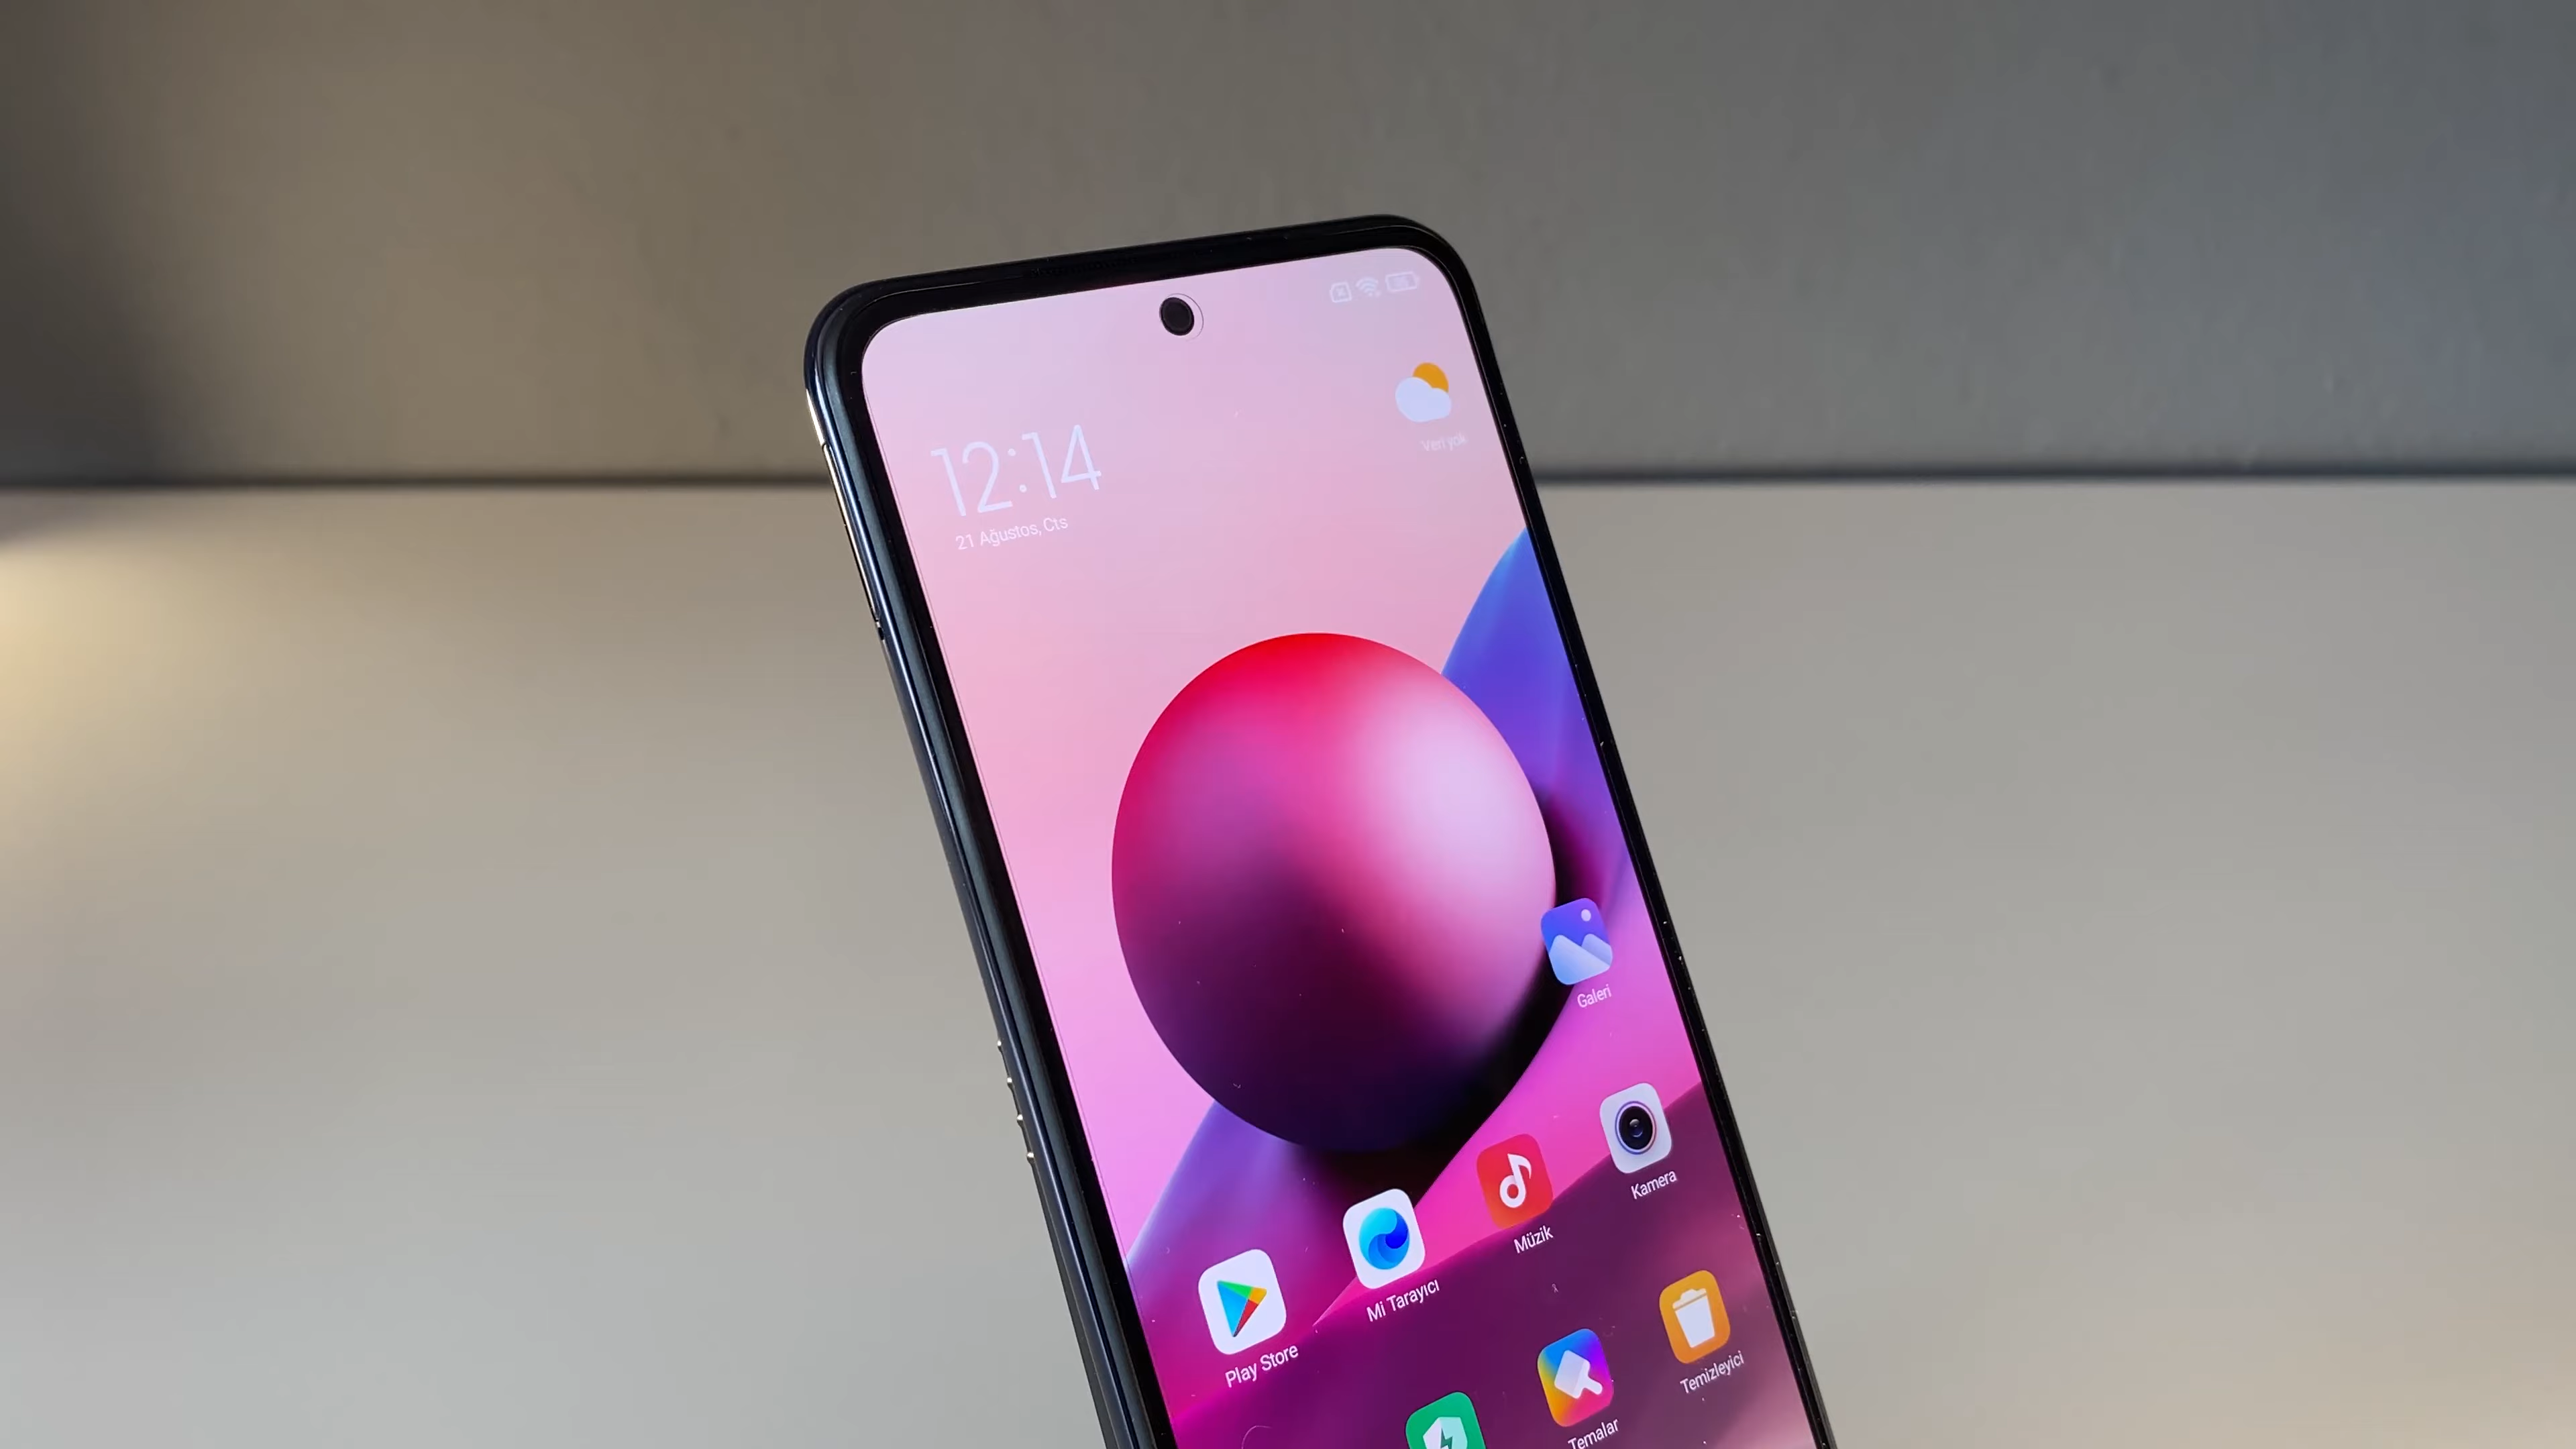 12:14
21 Ağustos, Cts
Veri yok
Galeri
Play Store
Mi Tarayıcı
Müzik
Kamera
Temalar
Temizleyici